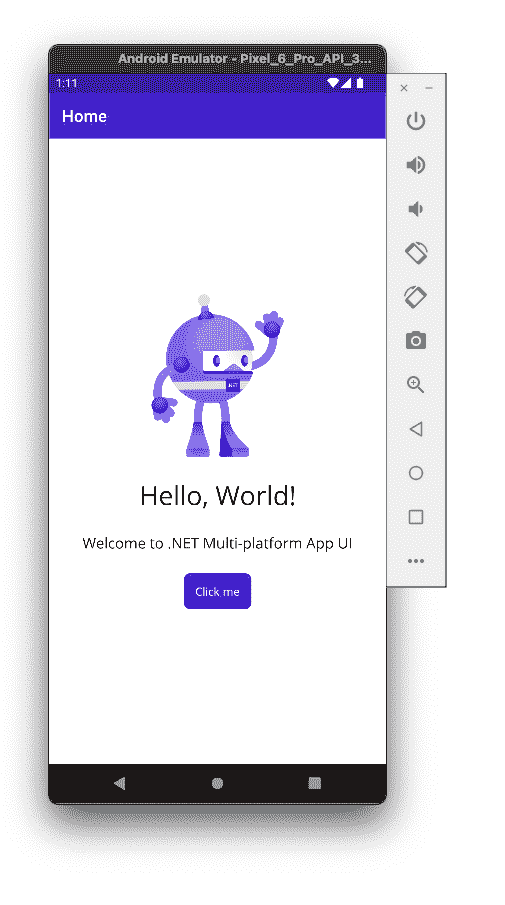 Android Emulator - Pixel_6_Pro_API_3...
1:11
Home
.NET
Hello, World!
Welcome to .NET Multi-platform App UI
Click me